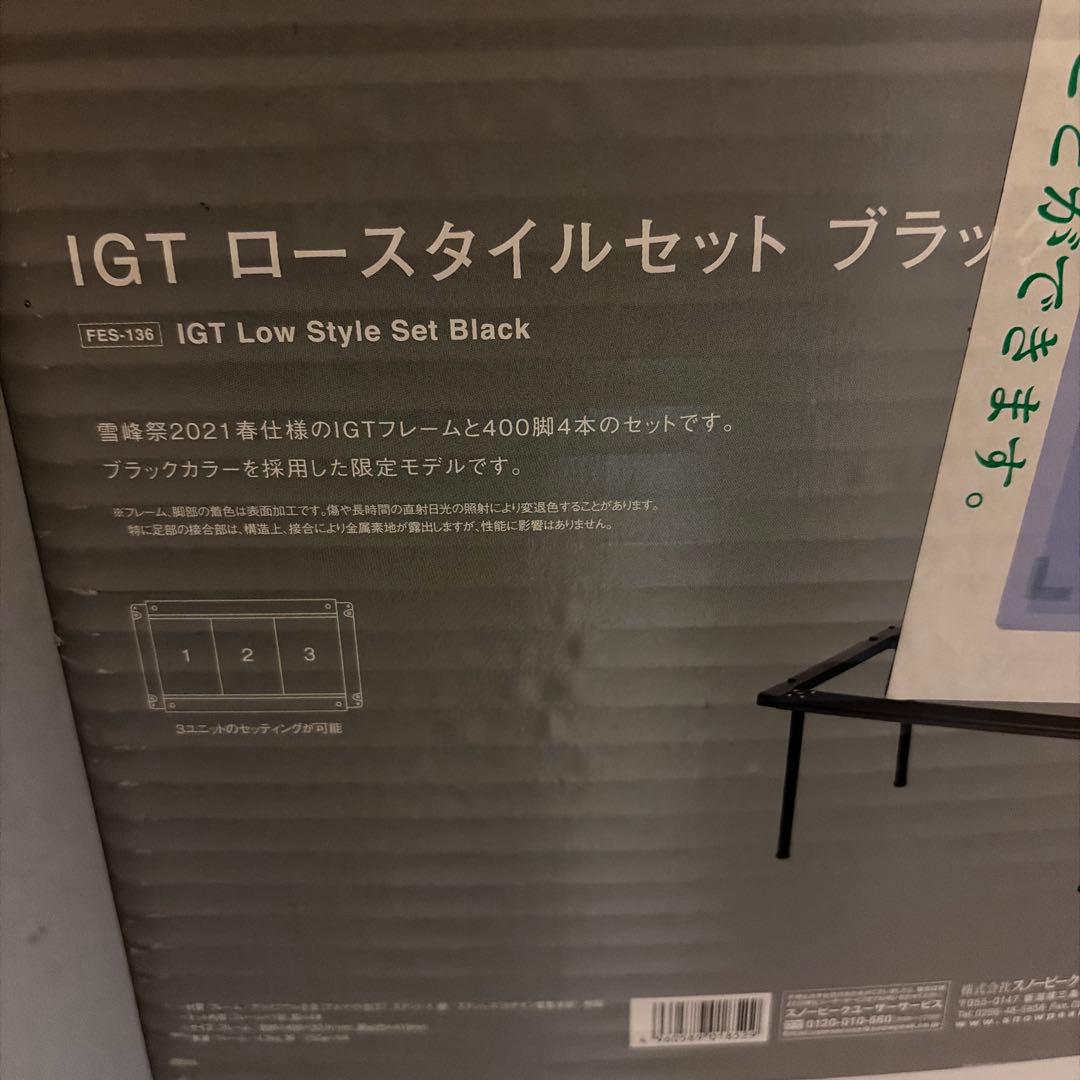 IGT ロースタイルセット ブラッ
FES-136 IGT Low Style Set Black
雪峰祭2021春仕様のIGTフレームと400脚4本のセットです。
ブラックカラーを採用した限定モデルです。
※フレーム、脚部の着色は表面加工です。傷や長時間の直射日光の照射により変退色することがあります。
特に足部の接合部は、構造上、接合により金属素地が露出しますが、性能に影響はありません。
1 2 3
3ユニットのセッティングが可能
ことができます。
スノーピークユーザーサービス
0120-010-660
株式会社スノーピーク
〒955-0147